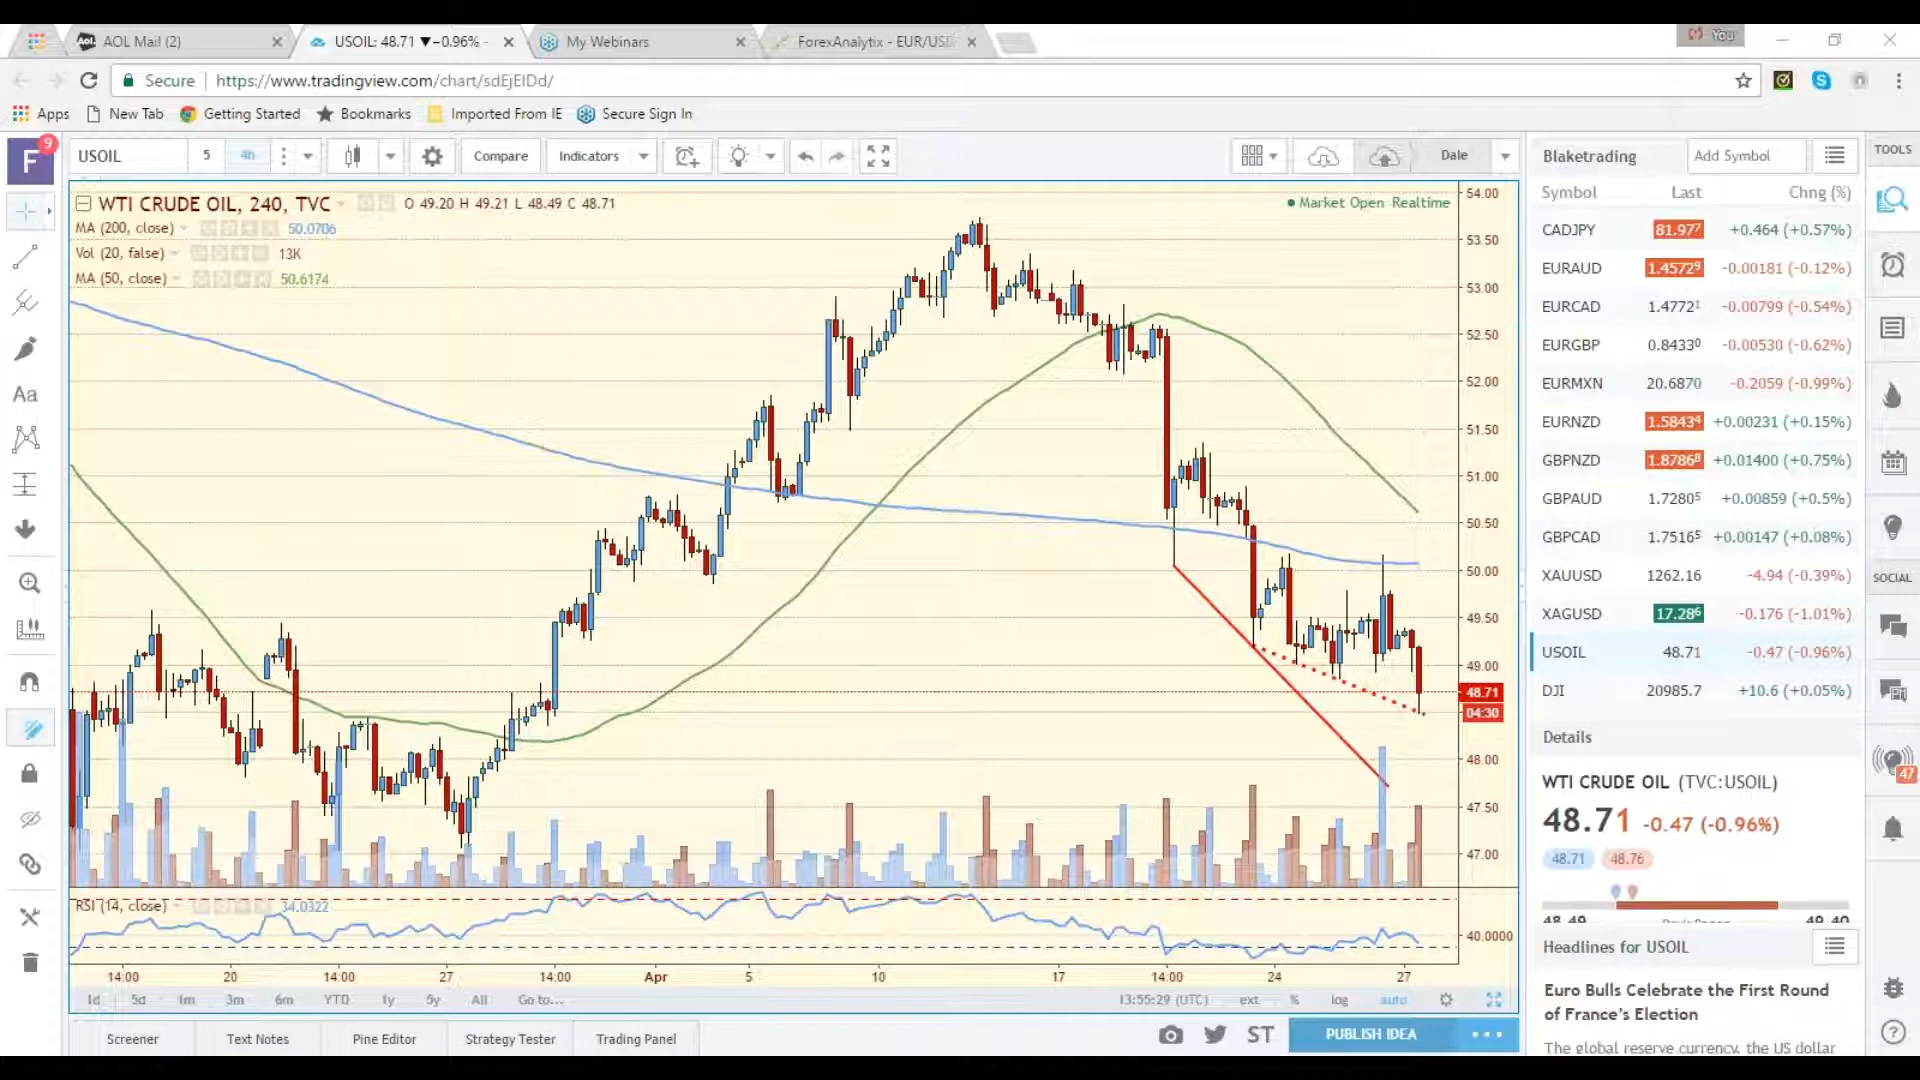 AOL Mail (2)
USOIL: 48.71 ▼−0.96% -
My Webinars
ForexAnalytix - EUR/USD
You
Secure
https://www.tradingview.com/chart/sdEjEIDd/
Apps
New Tab
Getting Started
Bookmarks
Imported From IE
Secure Sign In
F
9
USOIL
5
4h
Compare
Indicators
Dale
Blaketrading
Add Symbol
TOOLS
WTI CRUDE OIL, 240, TVC
O 49.20 H 49.21 L 48.49 C 48.71
Market Open Realtime
MA (200, close)
50.0706
Vol (20, false)
13K
MA (50, close)
50.6174
54.00
53.50
53.00
52.50
52.00
51.50
51.00
50.50
50.00
49.50
49.00
48.71
04:30
48.00
47.50
47.00
RSI (14, close)
34.0322
40.0000
14:00
20
14:00
27
14:00
Apr
5
10
17
14:00
24
27
1d
5d
1m
3m
6m
YTD
1y
5y
All
Go to...
13:55:29 (UTC)
ext
%
log
auto
Screener
Text Notes
Pine Editor
Strategy Tester
Trading Panel
ST
PUBLISH IDEA
Symbol Last Chng (%)
CADJPY 81.977 +0.464 (+0.57%)
EURAUD 1.45729 -0.00181 (-0.12%)
EURCAD 1.47721 -0.00799 (-0.54%)
EURGBP 0.84330 -0.00530 (-0.62%)
EURMXN 20.6870 -0.2059 (-0.99%)
EURNZD 1.58434 +0.00231 (+0.15%)
GBPNZD 1.87868 +0.01400 (+0.75%)
GBPAUD 1.72805 +0.00859 (+0.5%)
GBPCAD 1.75165 +0.00147 (+0.08%)
XAUUSD 1262.16 -4.94 (-0.39%)
XAGUSD 17.286 -0.176 (-1.01%)
USOIL 48.71 -0.47 (-0.96%)
DJI 20985.7 +10.6 (+0.05%)
SOCIAL
47
Details
WTI CRUDE OIL (TVC:USOIL)
48.71 -0.47 (-0.96%)
48.71
48.76
48.49
49.40
Headlines for USOIL
Euro Bulls Celebrate the First Round
of France's Election
The global reserve currency, the US dollar
Aa